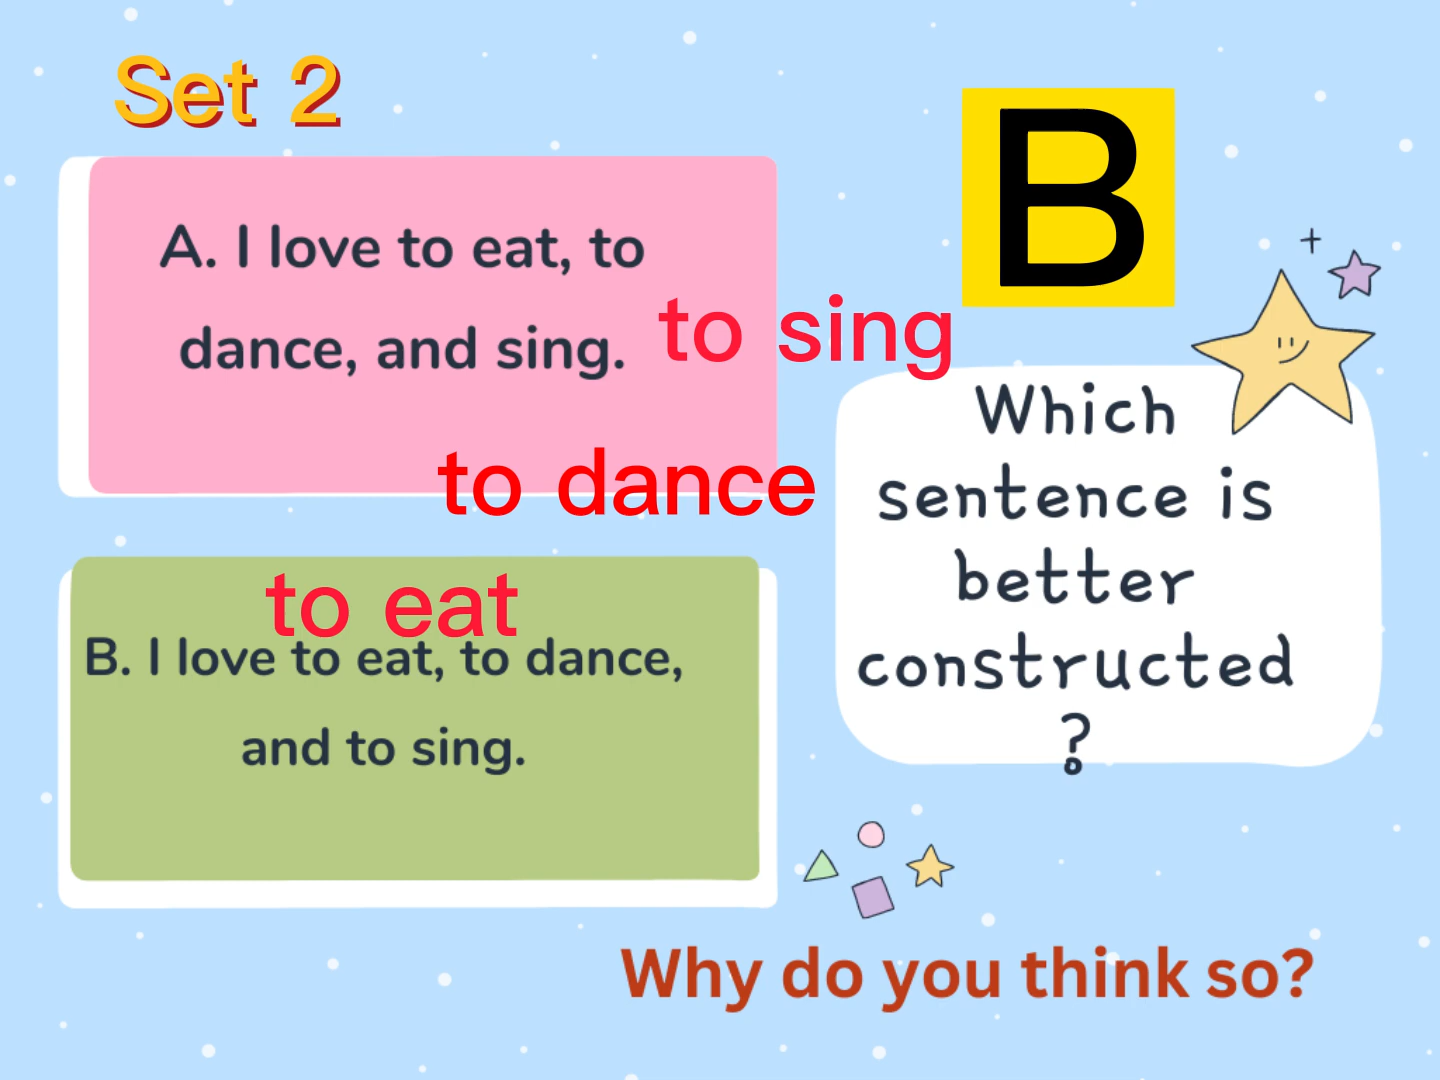 Set 2
A. I love to eat, to
dance, and sing.
to sing
to dance
to eat
B. I love to eat, to dance,
and to sing.
B
Which
sentence is
better
constructed
?
Why do you think so?